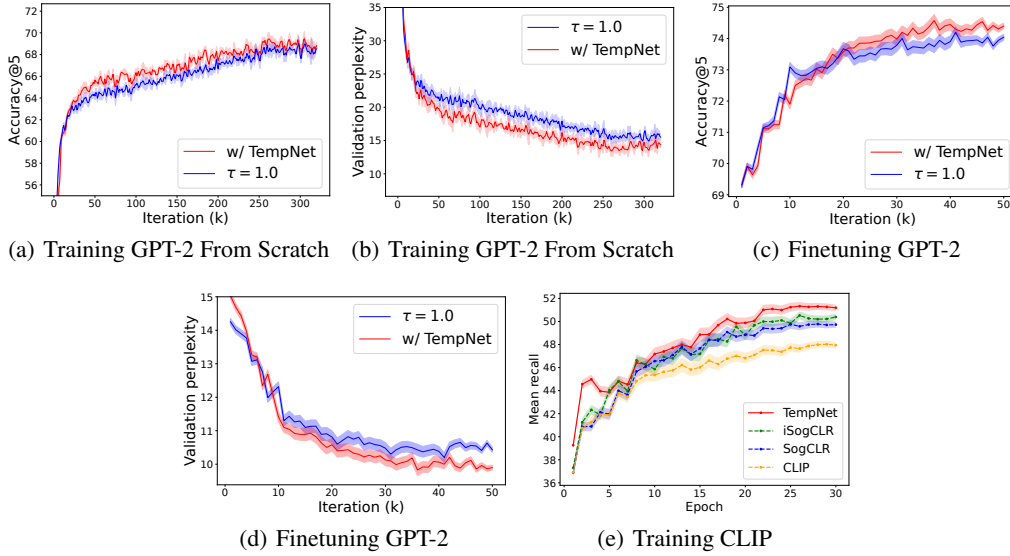 Accuracy@5
72
70
68
66
64
62
60
58
56
w/ TempNet
τ = 1.0
0 50 100 150 200 250 300
Iteration (k)
(a) Training GPT-2 From Scratch
Validation perplexity
35
30
25
20
15
10
τ = 1.0
w/ TempNet
0 50 100 150 200 250 300
Iteration (k)
(b) Training GPT-2 From Scratch
Accuracy@5
75
74
73
72
71
70
69
w/ TempNet
τ = 1.0
0 10 20 30 40 50
Iteration (k)
(c) Finetuning GPT-2
Validation perplexity
15
14
13
12
11
10
τ = 1.0
w/ TempNet
0 10 20 30 40 50
Iteration (k)
(d) Finetuning GPT-2
Mean recall
52
50
48
46
44
42
40
38
36
TempNet
iSogCLR
SogCLR
CLIP
0 5 10 15 20 25 30
Epoch
(e) Training CLIP